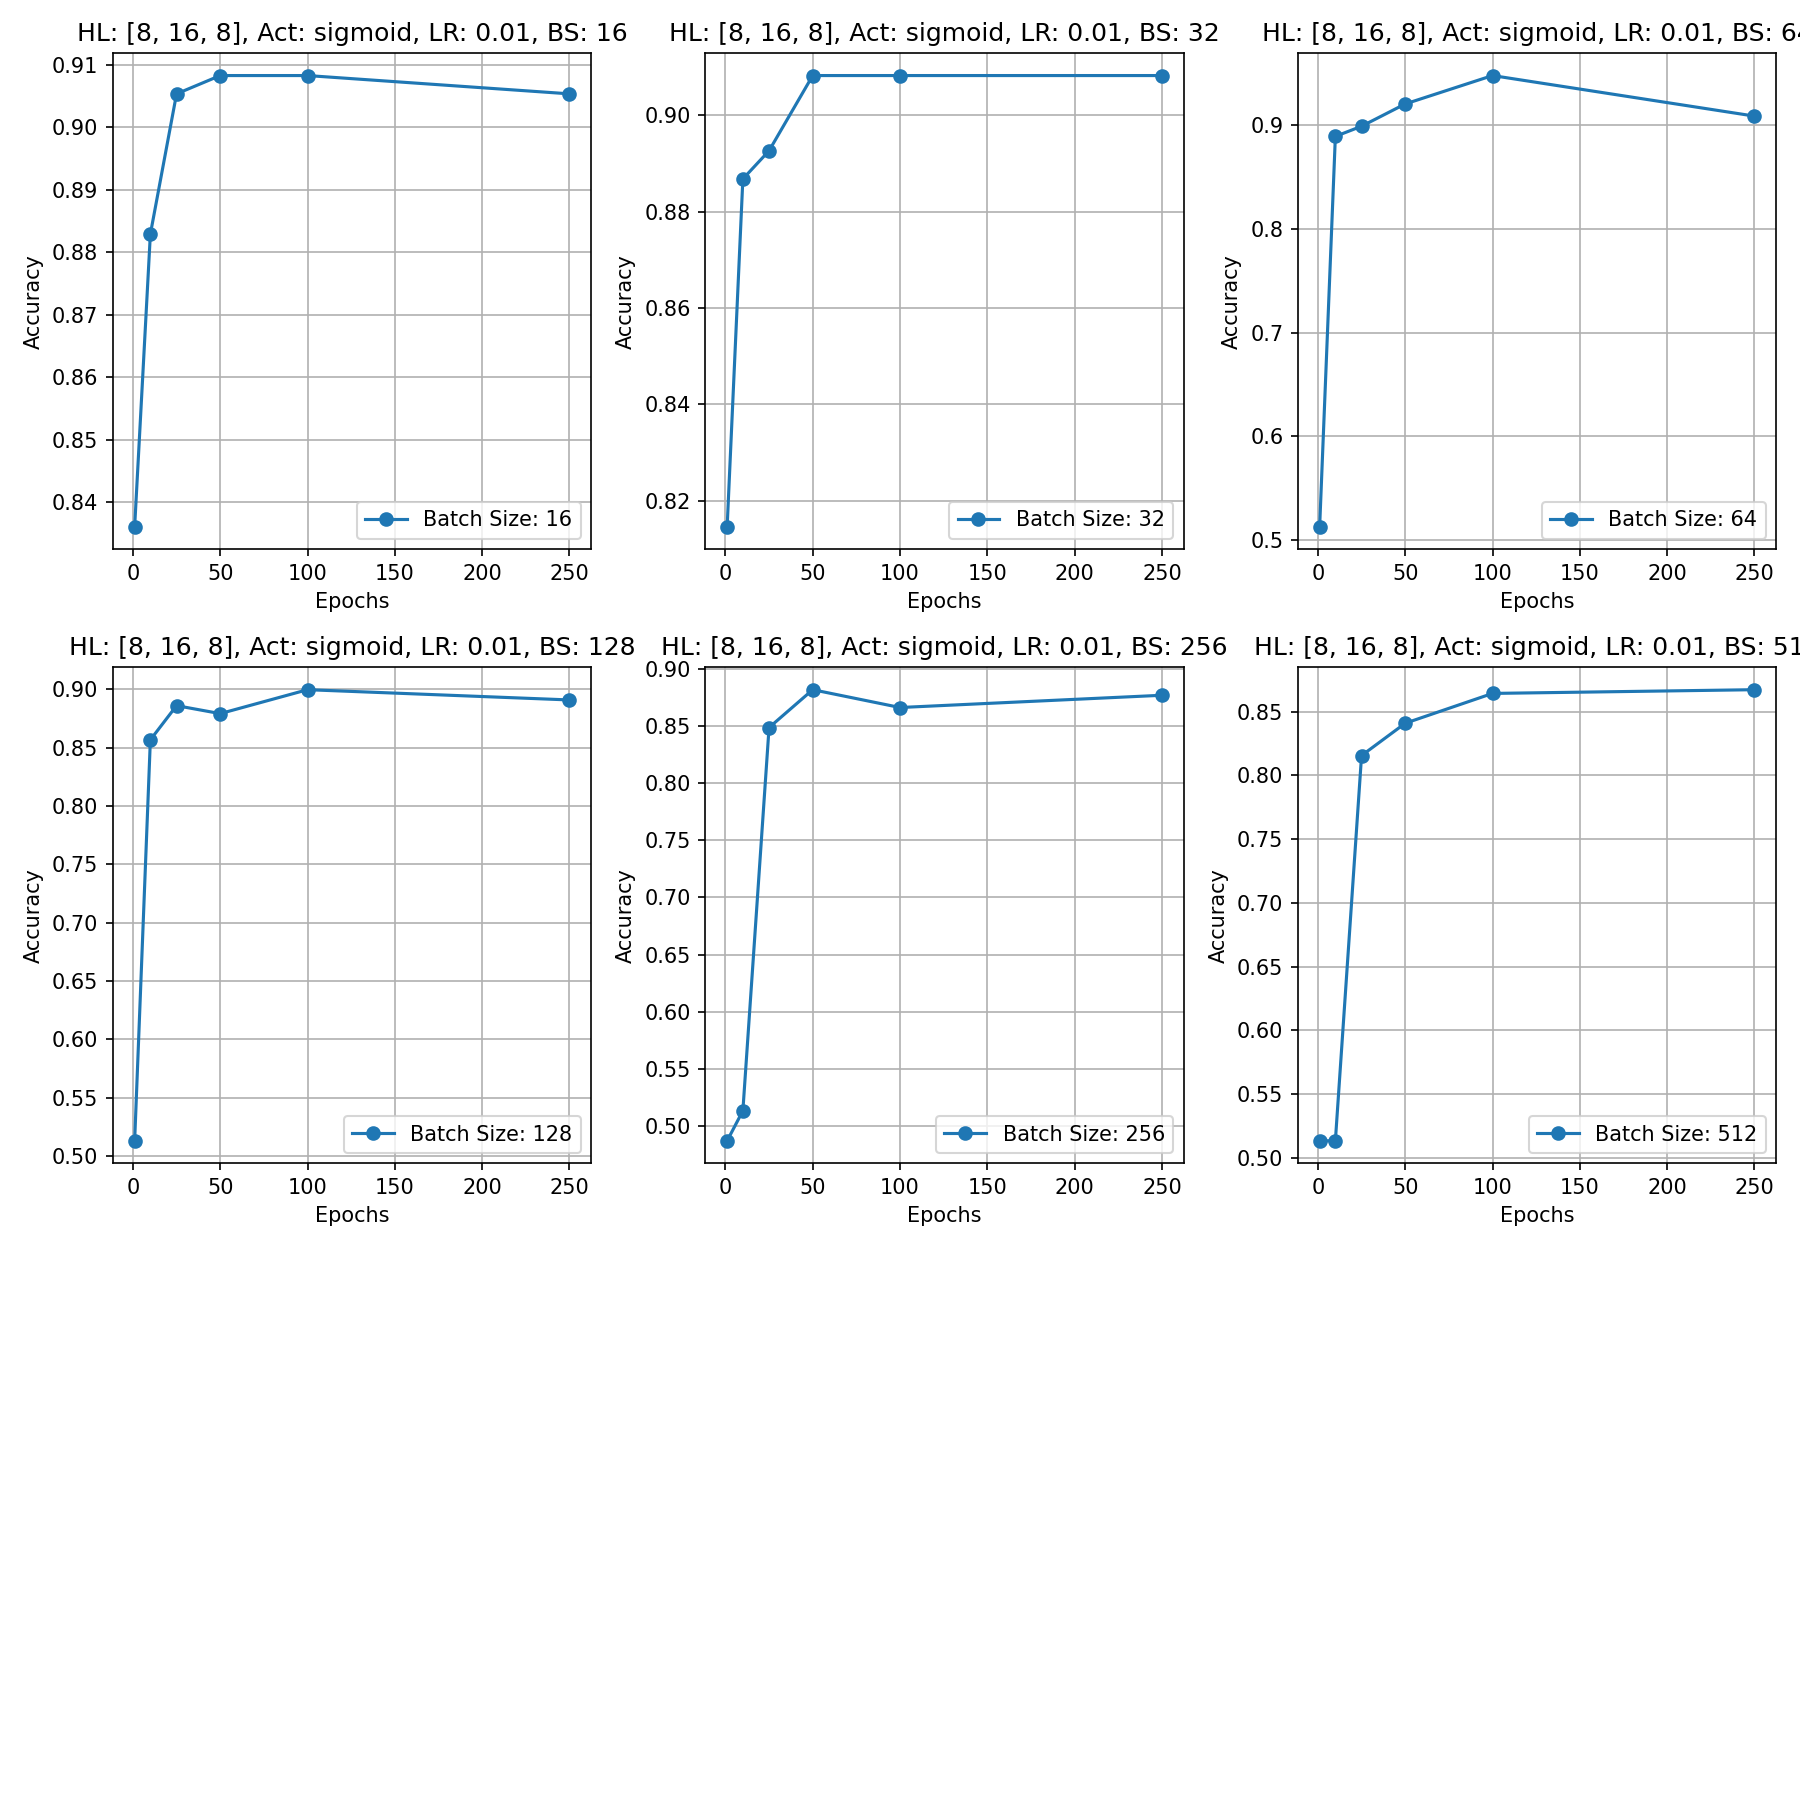 HL: [8, 16, 8], Act: sigmoid, LR: 0.01, BS: 16
0.91
0.90
0.89
0.88
0.87
0.86
0.85
0.84
Accuracy
Batch Size: 16
0 50 100 150 200 250
Epochs
HL: [8, 16, 8], Act: sigmoid, LR: 0.01, BS: 32
0.90
0.88
0.86
0.84
0.82
Accuracy
Batch Size: 32
0 50 100 150 200 250
Epochs
HL: [8, 16, 8], Act: sigmoid, LR: 0.01, BS: 64
0.9
0.8
0.7
0.6
0.5
Accuracy
Batch Size: 64
0 50 100 150 200 250
Epochs
HL: [8, 16, 8], Act: sigmoid, LR: 0.01, BS: 128
0.90
0.85
0.80
0.75
0.70
0.65
0.60
0.55
0.50
Accuracy
Batch Size: 128
0 50 100 150 200 250
Epochs
HL: [8, 16, 8], Act: sigmoid, LR: 0.01, BS: 256
0.90
0.85
0.80
0.75
0.70
0.65
0.60
0.55
0.50
Accuracy
Batch Size: 256
0 50 100 150 200 250
Epochs
HL: [8, 16, 8], Act: sigmoid, LR: 0.01, BS: 51
0.85
0.80
0.75
0.70
0.65
0.60
0.55
0.50
Accuracy
Batch Size: 512
0 50 100 150 200 250
Epochs